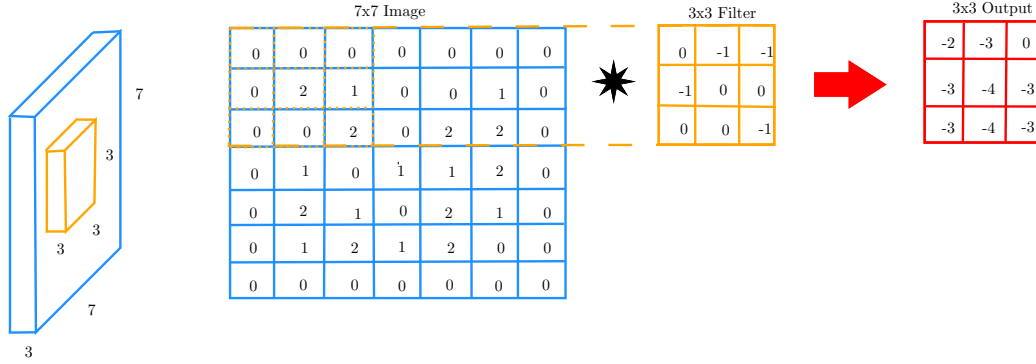 7x7 Image
3x3 Filter
3x3 Output
0 0 0 0 0 0 0
0 2 1 0 0 1 0
0 0 2 0 2 2 0
0 1 0 1 1 2 0
0 2 1 0 2 1 0
0 1 2 1 2 0 0
0 0 0 0 0 0 0
0 -1 -1
-1 0 0
0 0 -1
-2 -3 0
-3 -4 -3
-3 -4 -3
7
3
3
3
7
3